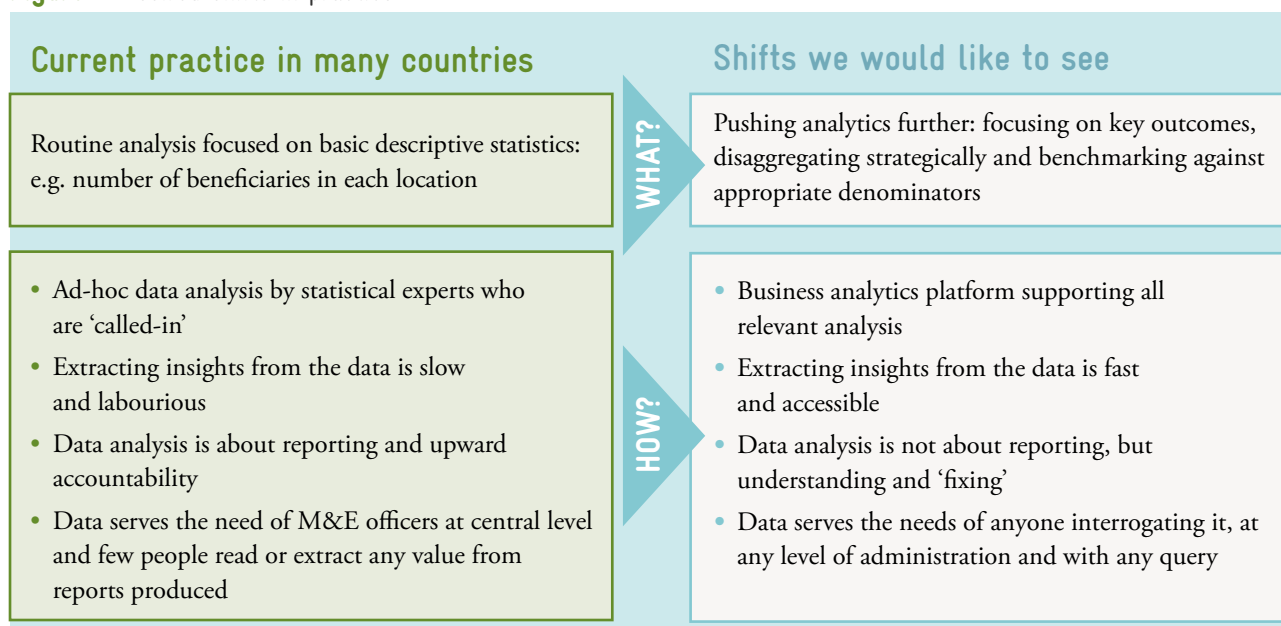 Current practice in many countries
Shifts we would like to see
Routine analysis focused on basic descriptive statistics:
e.g. number of beneficiaries in each location
WHAT?
Pushing analytics further: focusing on key outcomes,
disaggregating strategically and benchmarking against
appropriate denominators
• Ad-hoc data analysis by statistical experts who
are ‘called-in’
• Extracting insights from the data is slow
and labourious
• Data analysis is about reporting and upward
accountability
• Data serves the need of M&E officers at central level
and few people read or extract any value from
reports produced
HOW?
• Business analytics platform supporting all
relevant analysis
• Extracting insights from the data is fast
and accessible
• Data analysis is not about reporting, but
understanding and ‘fixing’
• Data serves the needs of anyone interrogating it, at
any level of administration and with any query